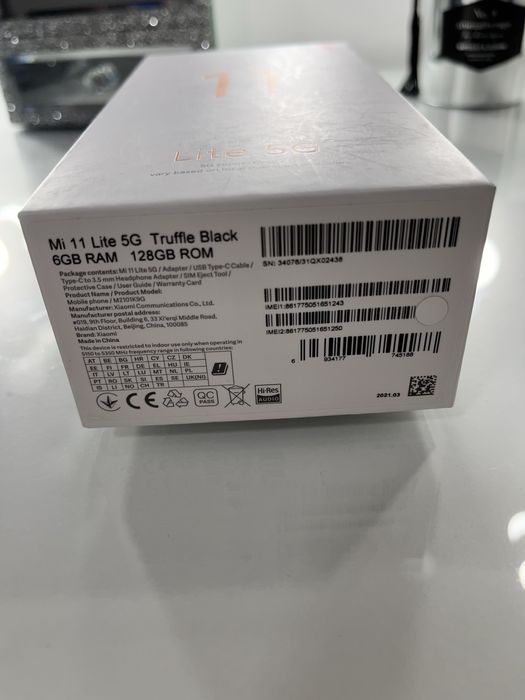 11
Lite 5G
Mi 11 Lite 5G Truffle Black
6GB RAM 128GB ROM
Package contents: Mi 11 Lite 5G / Adapter / USB Type-C Cable /
Type-C to 3.5 mm Headphone Adapter / SIM Eject Tool /
Protective Case / User Guide / Warranty Card
Product Name / Product Model:
Mobile phone / M2101K9G
Manufacturer: Xiaomi Communications Co., Ltd.
Manufacturer postal address:
#019, 9th Floor, Building 6, 33 Xi'erqi Middle Road,
Haidian District, Beijing, China, 100085
Brand: Xiaomi
Made in China
This device is restricted to indoor use only when operating in
5150 to 5350 MHz frequency range in following countries:
AT BE BG HR CY CZ DK
EE FI FR DE EL HU IE
IT LV LT LU MT NL PL
PT RO SK SI ES SE UK(NI)
IS LI NO CH TR
CE
QC
PASS
Hi-Res
AUDIO
SN: 34076/31QX02438
IMEI1:861775051651243
IMEI2:861775051651250
6 934177 745188
2021.03